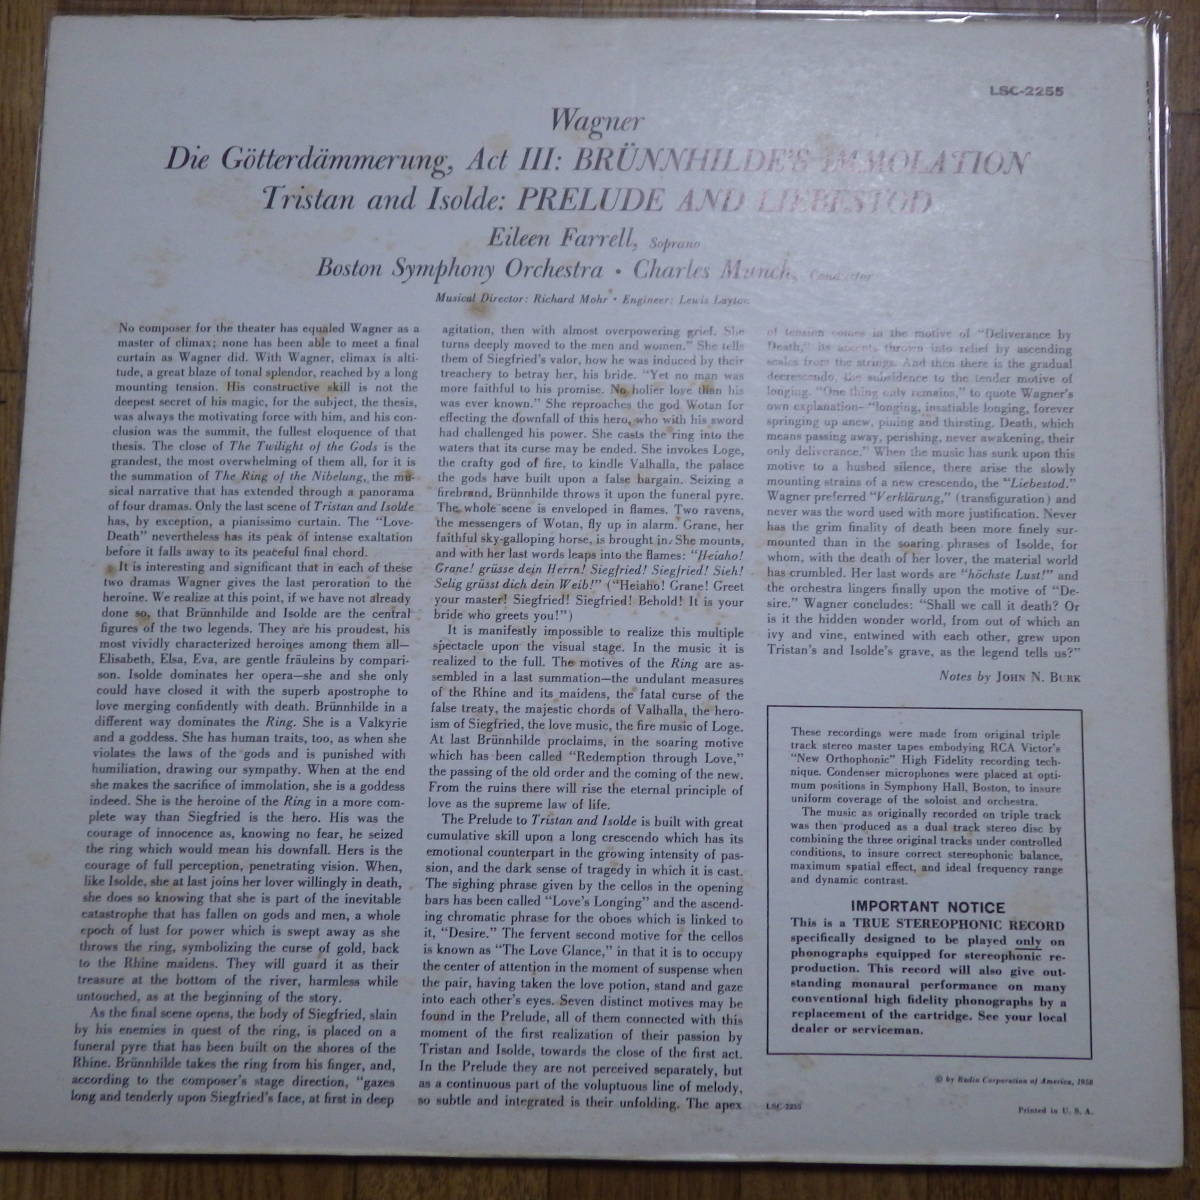 LSC-2255
Wagner
Die Götterdämmerung, Act III: BRÜNNHILDE'S IMMOLATION
Tristan and Isolde: PRELUDE AND LIEBESTOD
Eileen Farrell, Soprano
Boston Symphony Orchestra • Charles Munch, Conductor
Musical Director: Richard Mohr • Engineer: Lewis Layton
No composer for the theater has equaled Wagner as a
master of climax; none has been able to meet a final
curtain as Wagner did. With Wagner, climax is alti-
tude, a great blaze of tonal splendor, reached by a long
mounting tension. His constructive skill is not the
deepest secret of his magic, for the subject, the thesis,
was always the motivating force with him, and his con-
clusion was the summit, the fullest eloquence of that
thesis. The close of The Twilight of the Gods is the
grandest, the most overwhelming of them all, for it is
the summation of The Ring of the Nibelung, the mu-
sical narrative that has extended through a panorama
of four dramas. Only the last scene of Tristan and Isolde
has, by exception, a pianissimo curtain. The “Love-
Death” nevertheless has its peak of intense exaltation
before it falls away to its peaceful final chord.
It is interesting and significant that in each of these
two dramas Wagner gives the last peroration to the
heroine. We realize at this point, if we have not already
done so, that Brünnhilde and Isolde are the central
figures of the two legends. They are his proudest, his
most vividly characterized heroines among them all—
Elisabeth, Elsa, Eva, are gentle fräuleins by compari-
son. Isolde dominates her opera—she and she only
could have closed it with the superb apostrophe to
love merging confidently with death. Brünnhilde in a
different way dominates the Ring. She is a Valkyrie
and a goddess. She has human traits, too, as when she
violates the laws of the gods and is punished with
humiliation, drawing our sympathy. When at the end
she makes the sacrifice of immolation, she is a goddess
indeed. She is the heroine of the Ring in a more com-
plete way than Siegfried is the hero. His was the
courage of innocence as, knowing no fear, he seized
the ring which would mean his downfall. Hers is the
courage of full perception, penetrating vision. When,
like Isolde, she at last joins her lover willingly in death,
she does so knowing that she is part of the inevitable
catastrophe that has fallen on gods and men, a whole
epoch of lust for power which is swept away as she
throws the ring, symbolizing the curse of gold, back
to the Rhine maidens. They will guard it as their
treasure at the bottom of the river, harmless while
untouched, as at the beginning of the story.
As the final scene opens, the body of Siegfried, slain
by his enemies in quest of the ring, is placed on a
funeral pyre that has been built on the shores of the
Rhine. Brünnhilde takes the ring from his finger, and,
according to the composer's stage direction, “gazes
long and tenderly upon Siegfried's face, at first in deep
agitation, then with almost overpowering grief. She
turns deeply moved to the men and women.” She tells
them of Siegfried's valor, how he was induced by their
treachery to betray her, his bride. “Yet no man was
more faithful to his promise. No holier love than his
was ever known.” She reproaches the god Wotan for
effecting the downfall of this hero, who with his sword
had challenged his power. She casts the ring into the
waters that its curse may be ended. She invokes Loge,
the crafty god of fire, to kindle Valhalla, the palace
the gods have built upon a false bargain. Seizing a
firebrand, Brünnhilde throws it upon the funeral pyre.
The whole scene is enveloped in flames. Two ravens,
the messengers of Wotan, fly up in alarm. Grane, her
faithful sky-galloping horse, is brought in. She mounts,
and with her last words leaps into the flames: “Heiaho!
Grane! grüsse dein Herrn! Siegfried! Siegfried! Sieh!
Selig grüsst dich dein Weib!” (“Heiaho! Grane! Greet
your master! Siegfried! Siegfried! Behold! It is your
bride who greets you!”)
It is manifestly impossible to realize this multiple
spectacle upon the visual stage. In the music it is
realized to the full. The motives of the Ring are as-
sembled in a last summation—the undulant measures
of the Rhine and its maidens, the fatal curse of the
false treaty, the majestic chords of Valhalla, the hero-
ism of Siegfried, the love music, the fire music of Loge.
At last Brünnhilde proclaims, in the soaring motive
which has been called “Redemption through Love,”
the passing of the old order and the coming of the new.
From the ruins there will rise the eternal principle of
love as the supreme law of life.
The Prelude to Tristan and Isolde is built with great
cumulative skill upon a long crescendo which has its
emotional counterpart in the growing intensity of pas-
sion, and the dark sense of tragedy in which it is cast.
The sighing phrase given by the cellos in the opening
bars has been called “Love's Longing” and the ascend-
ing chromatic phrase for the oboes which is linked to
it, “Desire.” The fervent second motive for the cellos
is known as “The Love Glance,” in that it is to occupy
the center of attention in the moment of suspense when
the pair, having taken the love potion, stand and gaze
into each other's eyes. Seven distinct motives may be
found in the Prelude, all of them connected with this
moment of the first realization of their passion by
Tristan and Isolde, towards the close of the first act.
In the Prelude they are not perceived separately, but
as a continuous part of the voluptuous line of melody,
so subtle and integrated is their unfolding. The apex
of tension comes in the motive of “Deliverance by
Death,” its accents thrown into relief by ascending
scales from the strings. And then there is the gradual
decrescendo, the subsidence to the tender motive of
longing. “One thing only remains,” to quote Wagner's
own explanation—“longing, insatiable longing, forever
springing up anew, pining and thirsting. Death, which
means passing away, perishing, never awakening, their
only deliverance.” When the music has sunk upon this
motive to a hushed silence, there arise the slowly
mounting strains of a new crescendo, the “Liebestod.”
Wagner preferred “Verklärung,” (transfiguration) and
never was the word used with more justification. Never
has the grim finality of death been more finely sur-
mounted than in the soaring phrases of Isolde, for
whom, with the death of her lover, the material world
has crumbled. Her last words are “höchste Lust!” and
the orchestra lingers finally upon the motive of “De-
sire.” Wagner concludes: “Shall we call it death? Or
is it the hidden wonder world, from out of which an
ivy and vine, entwined with each other, grew upon
Tristan's and Isolde's grave, as the legend tells us?”
Notes by JOHN N. BURK
These recordings were made from original triple
track stereo master tapes embodying RCA Victor's
“New Orthophonic” High Fidelity recording tech-
nique. Condenser microphones were placed at opti-
mum positions in Symphony Hall, Boston, to insure
uniform coverage of the soloist and orchestra.
The music as originally recorded on triple track
was then produced as a dual track stereo disc by
combining the three original tracks under controlled
conditions, to insure correct stereophonic balance,
maximum spatial effect, and ideal frequency range
and dynamic contrast.
IMPORTANT NOTICE
This is a TRUE STEREOPHONIC RECORD
specifically designed to be played only on
phonographs equipped for stereophonic re-
production. This record will also give out-
standing monaural performance on many
conventional high fidelity phonographs by a
replacement of the cartridge. See your local
dealer or serviceman.
© by Radio Corporation of America, 1958
LSC-2255
Printed in U. S. A.